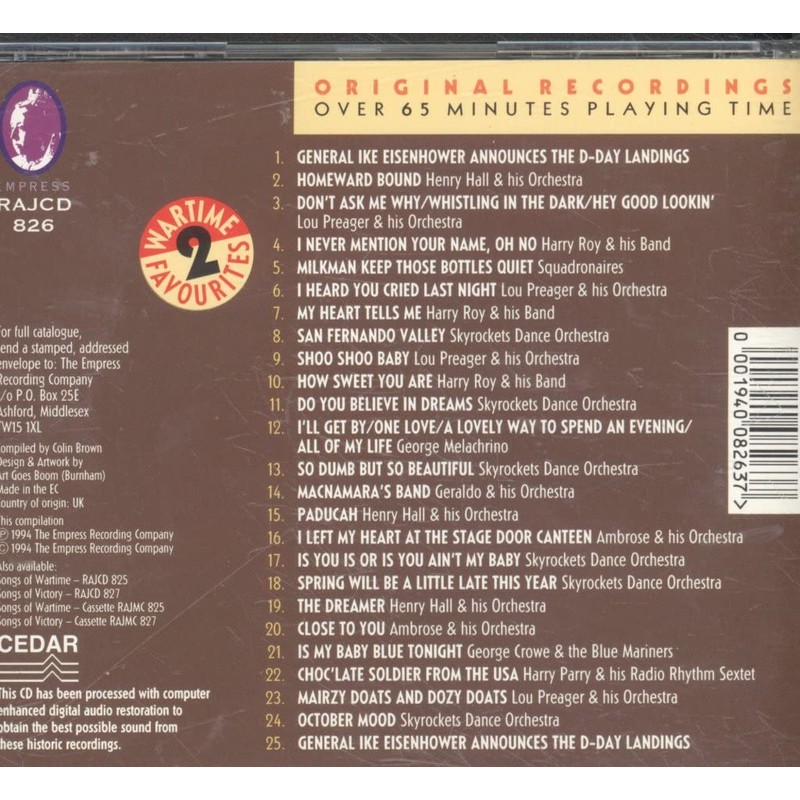 ORIGINAL RECORDINGS
OVER 65 MINUTES PLAYING TIME
EMPRESS
RAJCD
826
WARTIME
2
FAVOURITES
1. GENERAL IKE EISENHOWER ANNOUNCES THE D-DAY LANDINGS
2. HOMEWARD BOUND Henry Hall & his Orchestra
3. DON'T ASK ME WHY/WHISTLING IN THE DARK/HEY GOOD LOOKIN'
Lou Preager & his Orchestra
4. I NEVER MENTION YOUR NAME, OH NO Harry Roy & his Band
5. MILKMAN KEEP THOSE BOTTLES QUIET Squadronaires
6. I HEARD YOU CRIED LAST NIGHT Lou Preager & his Orchestra
7. MY HEART TELLS ME Harry Roy & his Band
8. SAN FERNANDO VALLEY Skyrockets Dance Orchestra
9. SHOO SHOO BABY Lou Preager & his Orchestra
10. HOW SWEET YOU ARE Harry Roy & his Band
11. DO YOU BELIEVE IN DREAMS Skyrockets Dance Orchestra
12. I'LL GET BY/ONE LOVE/A LOVELY WAY TO SPEND AN EVENING/
ALL OF MY LIFE George Melachrino
13. SO DUMB BUT SO BEAUTIFUL Skyrockets Dance Orchestra
14. MACNAMARA'S BAND Geraldo & his Orchestra
15. PADUCAH Henry Hall & his Orchestra
16. I LEFT MY HEART AT THE STAGE DOOR CANTEEN Ambrose & his Orchestra
17. IS YOU IS OR IS YOU AIN'T MY BABY Skyrockets Dance Orchestra
18. SPRING WILL BE A LITTLE LATE THIS YEAR Skyrockets Dance Orchestra
19. THE DREAMER Henry Hall & his Orchestra
20. CLOSE TO YOU Ambrose & his Orchestra
21. IS MY BABY BLUE TONIGHT George Crowe & the Blue Mariners
22. CHOC'LATE SOLDIER FROM THE USA Harry Parry & his Radio Rhythm Sextet
23. MAIRZY DOATS AND DOZY DOATS Lou Preager & his Orchestra
24. OCTOBER MOOD Skyrockets Dance Orchestra
25. GENERAL IKE EISENHOWER ANNOUNCES THE D-DAY LANDINGS
For full catalogue,
send a stamped, addressed
envelope to: The Empress
Recording Company
c/o P.O. Box 25E
Ashford, Middlesex
TW15 1XL
Compiled by Colin Brown
Design & Artwork by
Art Goes Boom (Burnham)
Made in the EC
Country of origin: UK
This compilation
Ⓟ 1994 The Empress Recording Company
© 1994 The Empress Recording Company
Also available:
Songs of Wartime – RAJCD 825
Songs of Victory – RAJCD 827
Songs of Wartime – Cassette RAJMC 825
Songs of Victory – Cassette RAJMC 827
CEDAR
This CD has been processed with computer
enhanced digital audio restoration to
obtain the best possible sound from
these historic recordings.
0 001940 082637 >